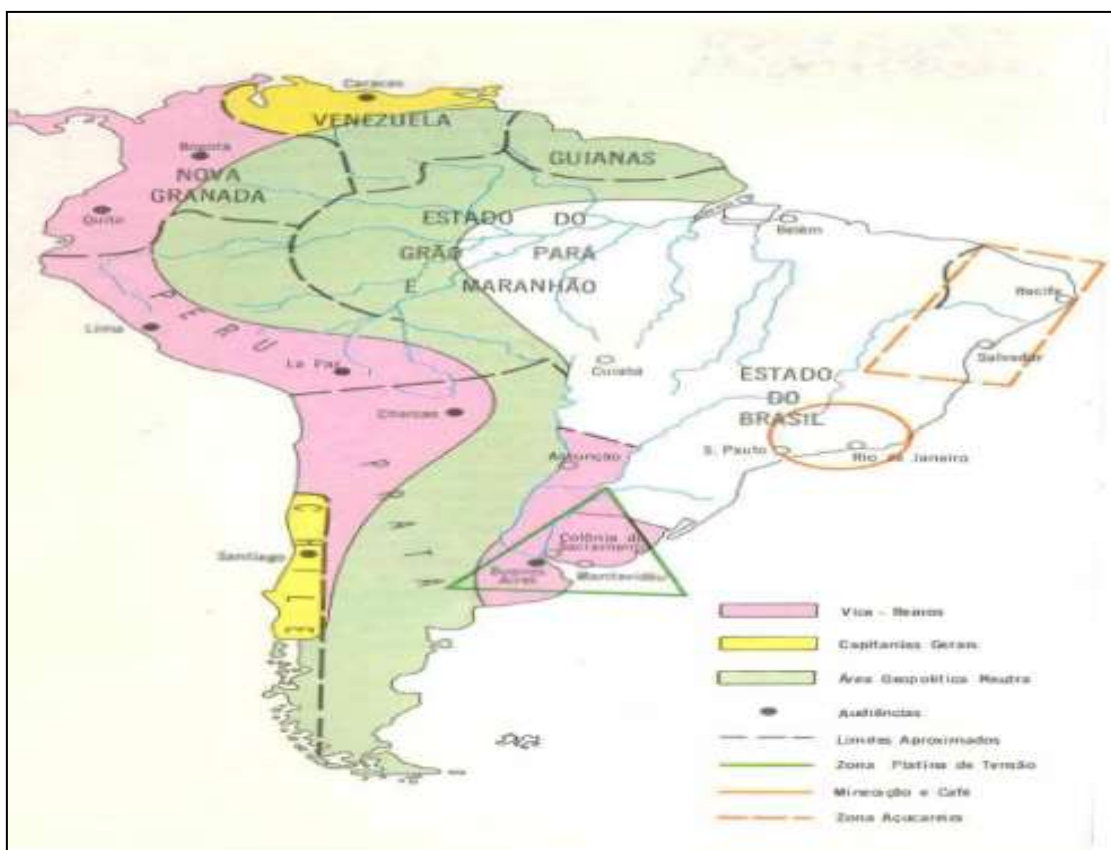 Caracas
VENEZUELA
Bogotá
GUIANAS
NOVA
GRANADA
Quito
ESTADO DO
GRÃO - PARÁ
E MARANHÃO
Belém
PERU
Lima
La Paz
Recife
Salvador
Cuiabá
ESTADO
DO
BRASIL
Charcas
S. Paulo
Rio de Janeiro
Assunção
PRATA
CHILE
Santiago
Colônia do
Sacramento
Buenos
Aires
Montevidéu
Vice - Reinos
Capitanias Gerais
Área Geopolítica Neutra
Audiências
Limites Aproximados
Zona Platina de Tensão
Mineração e Café
Zona Açucareira